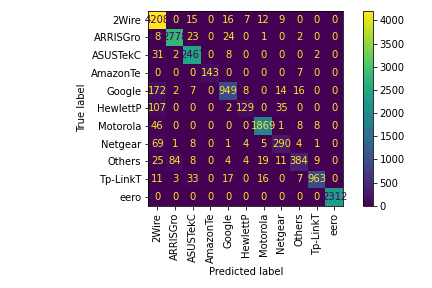 2Wire 4208 0 15 0 16 7 12 9 0 0 0
ARRISGro 8 23 0 24 0 1 0 2 0 0
ASUSTekC 31 2 2467 0 8 0 0 0 0 2 0
AmazonTe 0 0 0 143 0 0 0 0 7 0 0
Google 172 2 7 0 949 8 0 14 16 0 0
HewlettP 107 0 0 0 2 129 0 35 0 0 0
Motorola 46 0 0 0 0 0 1869 1 8 8 0
Netgear 69 1 8 0 1 4 5 290 4 1 0
Others 25 84 8 0 4 4 19 11 384 9 0
Tp-LinkT 11 3 33 0 17 0 16 0 7 963 0
eero 0 0 0 0 0 0 0 0 0 0 2312
True label
2Wire ARRISGro ASUSTekC AmazonTe Google HewlettP Motorola Netgear Others Tp-LinkT eero
Predicted label
4000
3500
3000
2500
2000
1500
1000
500
0